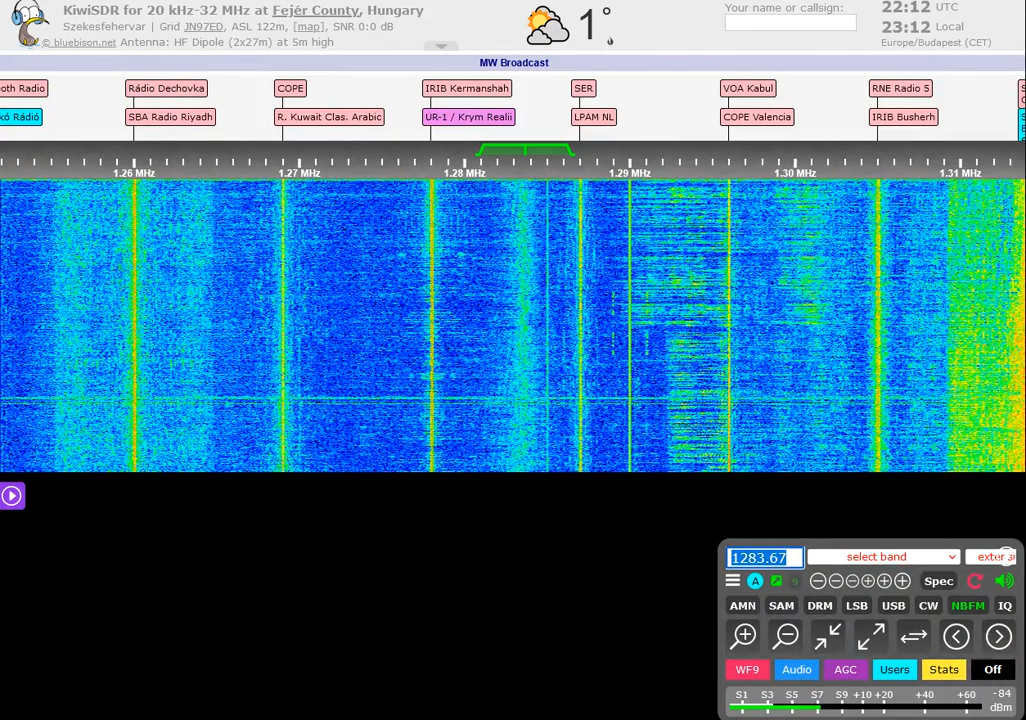 KiwiSDR for 20 kHz-32 MHz at Fejér County, Hungary
Szekesfehervar | Grid JN97ED, ASL 122m, [map], SNR 0:0 dB
© bluebison.net Antenna: HF Dipole (2x27m) at 5m high
1°
Your name or callsign:
22:12 UTC
23:12 Local
Europe/Budapest (CET)
MW Broadcast
oth Radio Rádio Dechovka COPE IRIB Kermanshah SER VOA Kabul RNE Radio 5
kó Rádió SBA Radio Riyadh R. Kuwait Clas. Arabic UR-1 / Krym Realii LPAM NL COPE Valencia IRIB Busherh
1.26 MHz 1.27 MHz 1.28 MHz 1.29 MHz 1.30 MHz 1.31 MHz
1283.67 select band
A 9 Spec
AMN SAM DRM LSB USB CW NBFM IQ
WF9 Audio AGC Users Stats Off
S1 S3 S5 S7 S9 +10 +20 +40 +60 -84
dBm